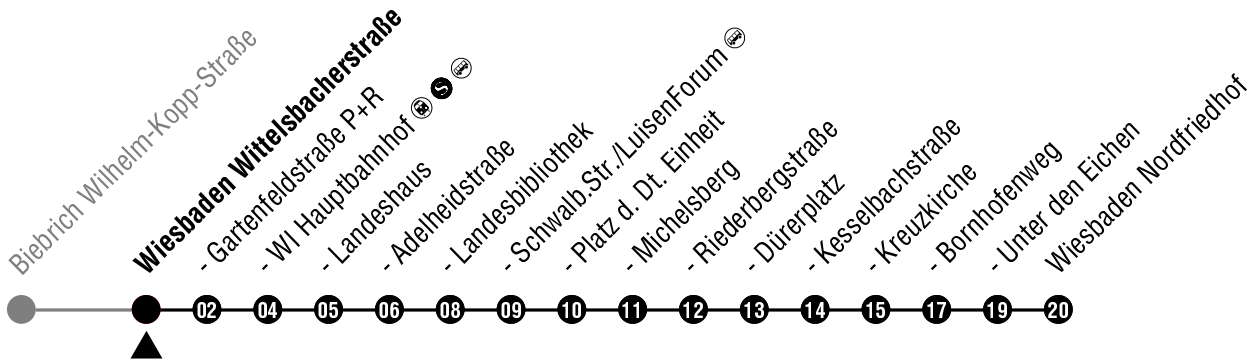 Biebrich Wilhelm-Kopp-Straße
Wiesbaden Wittelsbacherstraße
- Gartenfeldstraße P+R
- WI Hauptbahnhof S
- Landeshaus
- Adelheidstraße
- Landesbibliothek
- Schwalb.Str./LuisenForum
- Platz d. Dt. Einheit
- Michelsberg
- Riederbergstraße
- Dürerplatz
- Kesselbachstraße
- Kreuzkirche
- Bornhofenweg
- Unter den Eichen
Wiesbaden Nordfriedhof
02 04 05 06 08 09 10 11 12 13 14 15 17 19 20